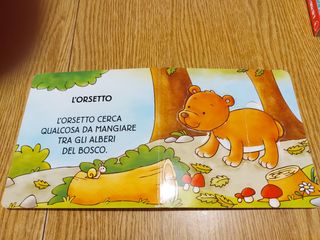 L'ORSETTO
L'ORSETTO CERCA
QUALCOSA DA MANGIARE
TRA GLI ALBERI
DEL BOSCO.